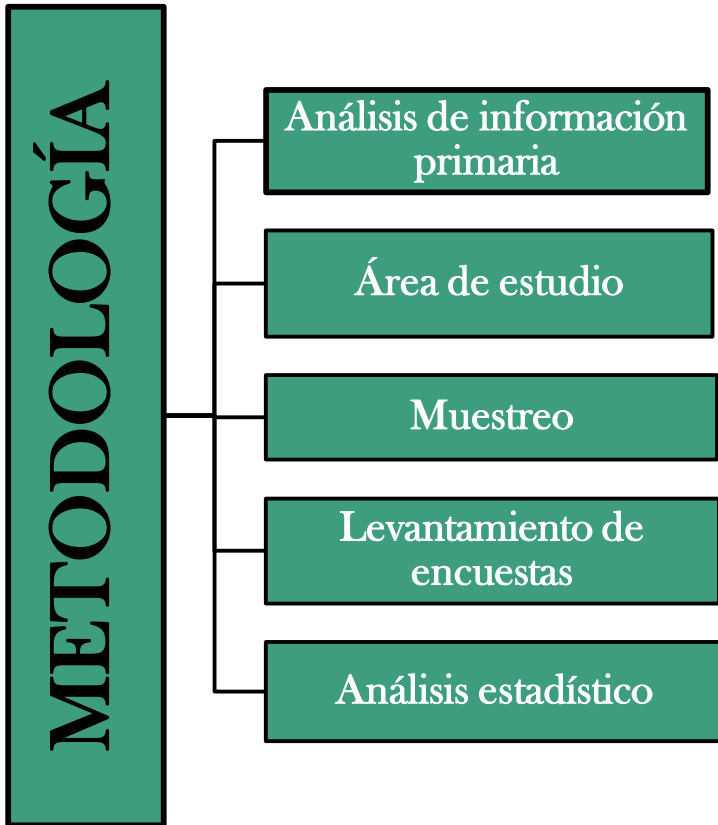 METODOLOGÍA
Análisis de información
primaria
Área de estudio
Muestreo
Levantamiento de
encuestas
Análisis estadístico